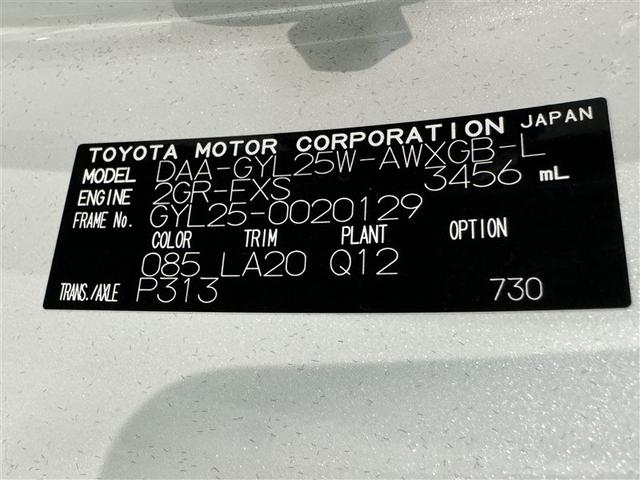 TOYOTA MOTOR CORPORATION JAPAN
MODEL DAA-GYL25W-AWXGB-L
ENGINE 2GR-FXS 3456 mL
FRAME No. GYL25-0020129
COLOR TRIM PLANT OPTION
085 LA20 Q12
TRANS./AXLE P313 730